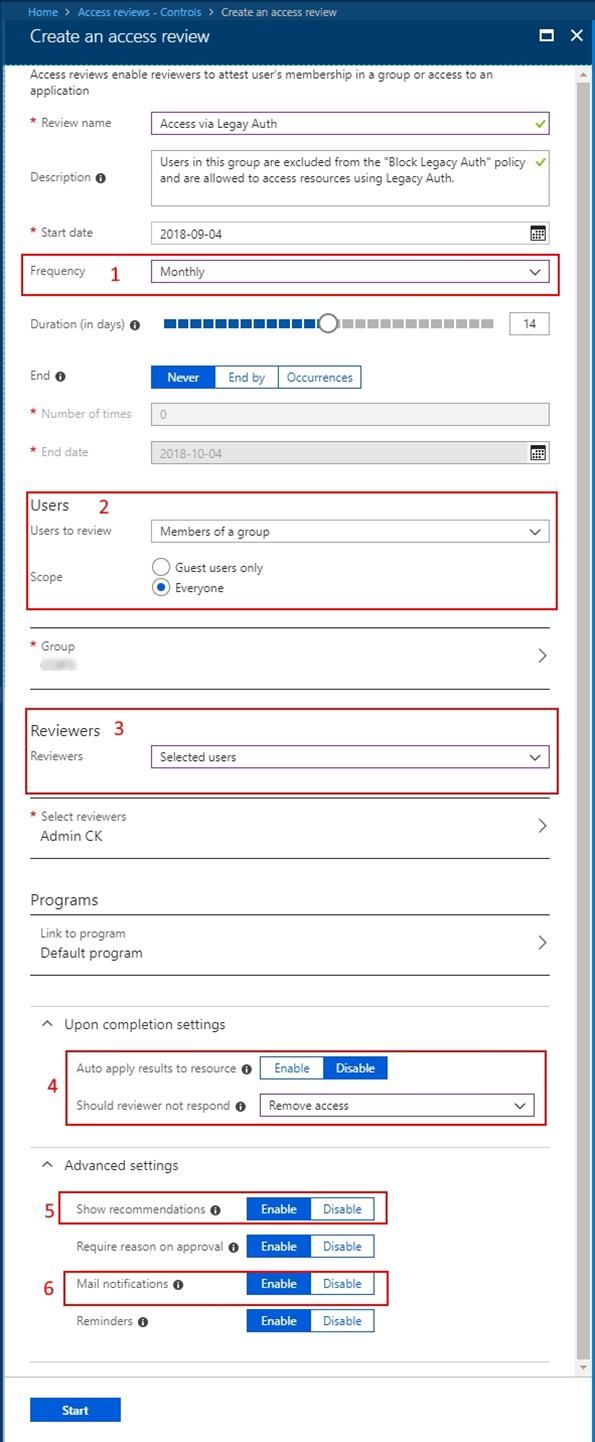 Home > Access reviews - Controls > Create an access review
Create an access review
Access reviews enable reviewers to attest user's membership in a group or access to an
application
* Review name
Access via Legay Auth
Description
Users in this group are excluded from the "Block Legacy Auth" policy
and are allowed to access resources using Legacy Auth.
* Start date
2018-09-04
Frequency 1 Monthly
Duration (in days) 14
End Never End by Occurrences
* Number of times 0
* End date 2018-10-04
Users 2
Users to review Members of a group
Scope
Guest users only
Everyone
* Group
Reviewers 3
Reviewers Selected users
* Select reviewers
Admin CK
Programs
Link to program
Default program
Upon completion settings
4
Auto apply results to resource Enable Disable
Should reviewer not respond Remove access
Advanced settings
5 Show recommendations Enable Disable
Require reason on approval Enable Disable
6 Mail notifications Enable Disable
Reminders Enable Disable
Start